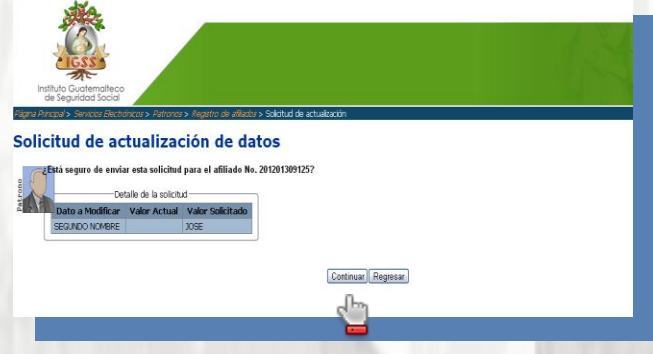 IGSS
Instituto Guatemalteco
de Seguridad Social
Página Principal > Servicios Electrónicos > Patronos > Registro de afiliados > Solicitud de actualización
Solicitud de actualización de datos
¿Está seguro de enviar esta solicitud para el afiliado No. 201201309125?
Patrono
Detalle de la solicitud
Dato a Modificar Valor Actual Valor Solicitado
SEGUNDO NOMBRE JOSE
Continuar Regresar